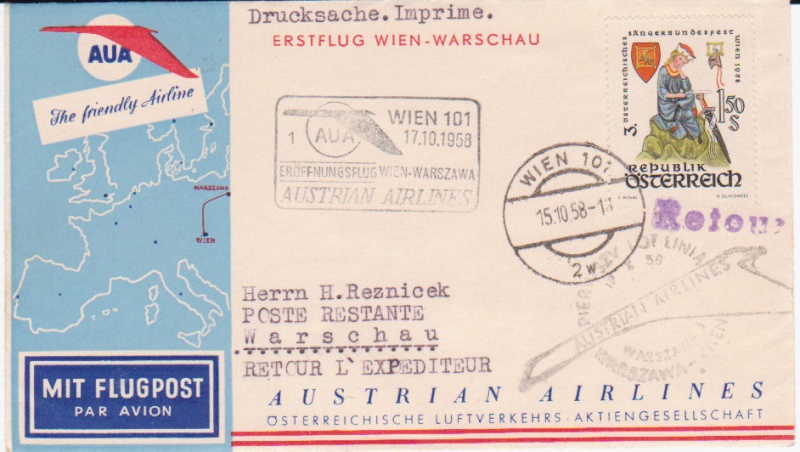 AUA
The friendly Airline
WARSZAWA
WIEN
MIT FLUGPOST
PAR AVION
Drucksache. Imprime.
ERSTFLUG WIEN-WARSCHAU
1 AUA WIEN 101
17.10.1958
ERÖFFNUNGSFLUG WIEN-WARSZAWA
AUSTRIAN AIRLINES
WIEN 101
15.10.58-1
2w
ÖSTERREICHISCHES SÄNGERBUNDESFEST WIEN 1958
3.
1.50 S
REPUBLIK
ÖSTERREICH
Retour
LOT LINIA
AUSTRIAN AIRLINES
WARSZAWA
WARSZAWA-WIEN
Herrn H.Reznicek
POSTE RESTANTE
Warschau
RETOUR L'EXPEDITEUR
AUSTRIAN AIRLINES
ÖSTERREICHISCHE LUFTVERKEHRS-AKTIENGESELLSCHAFT